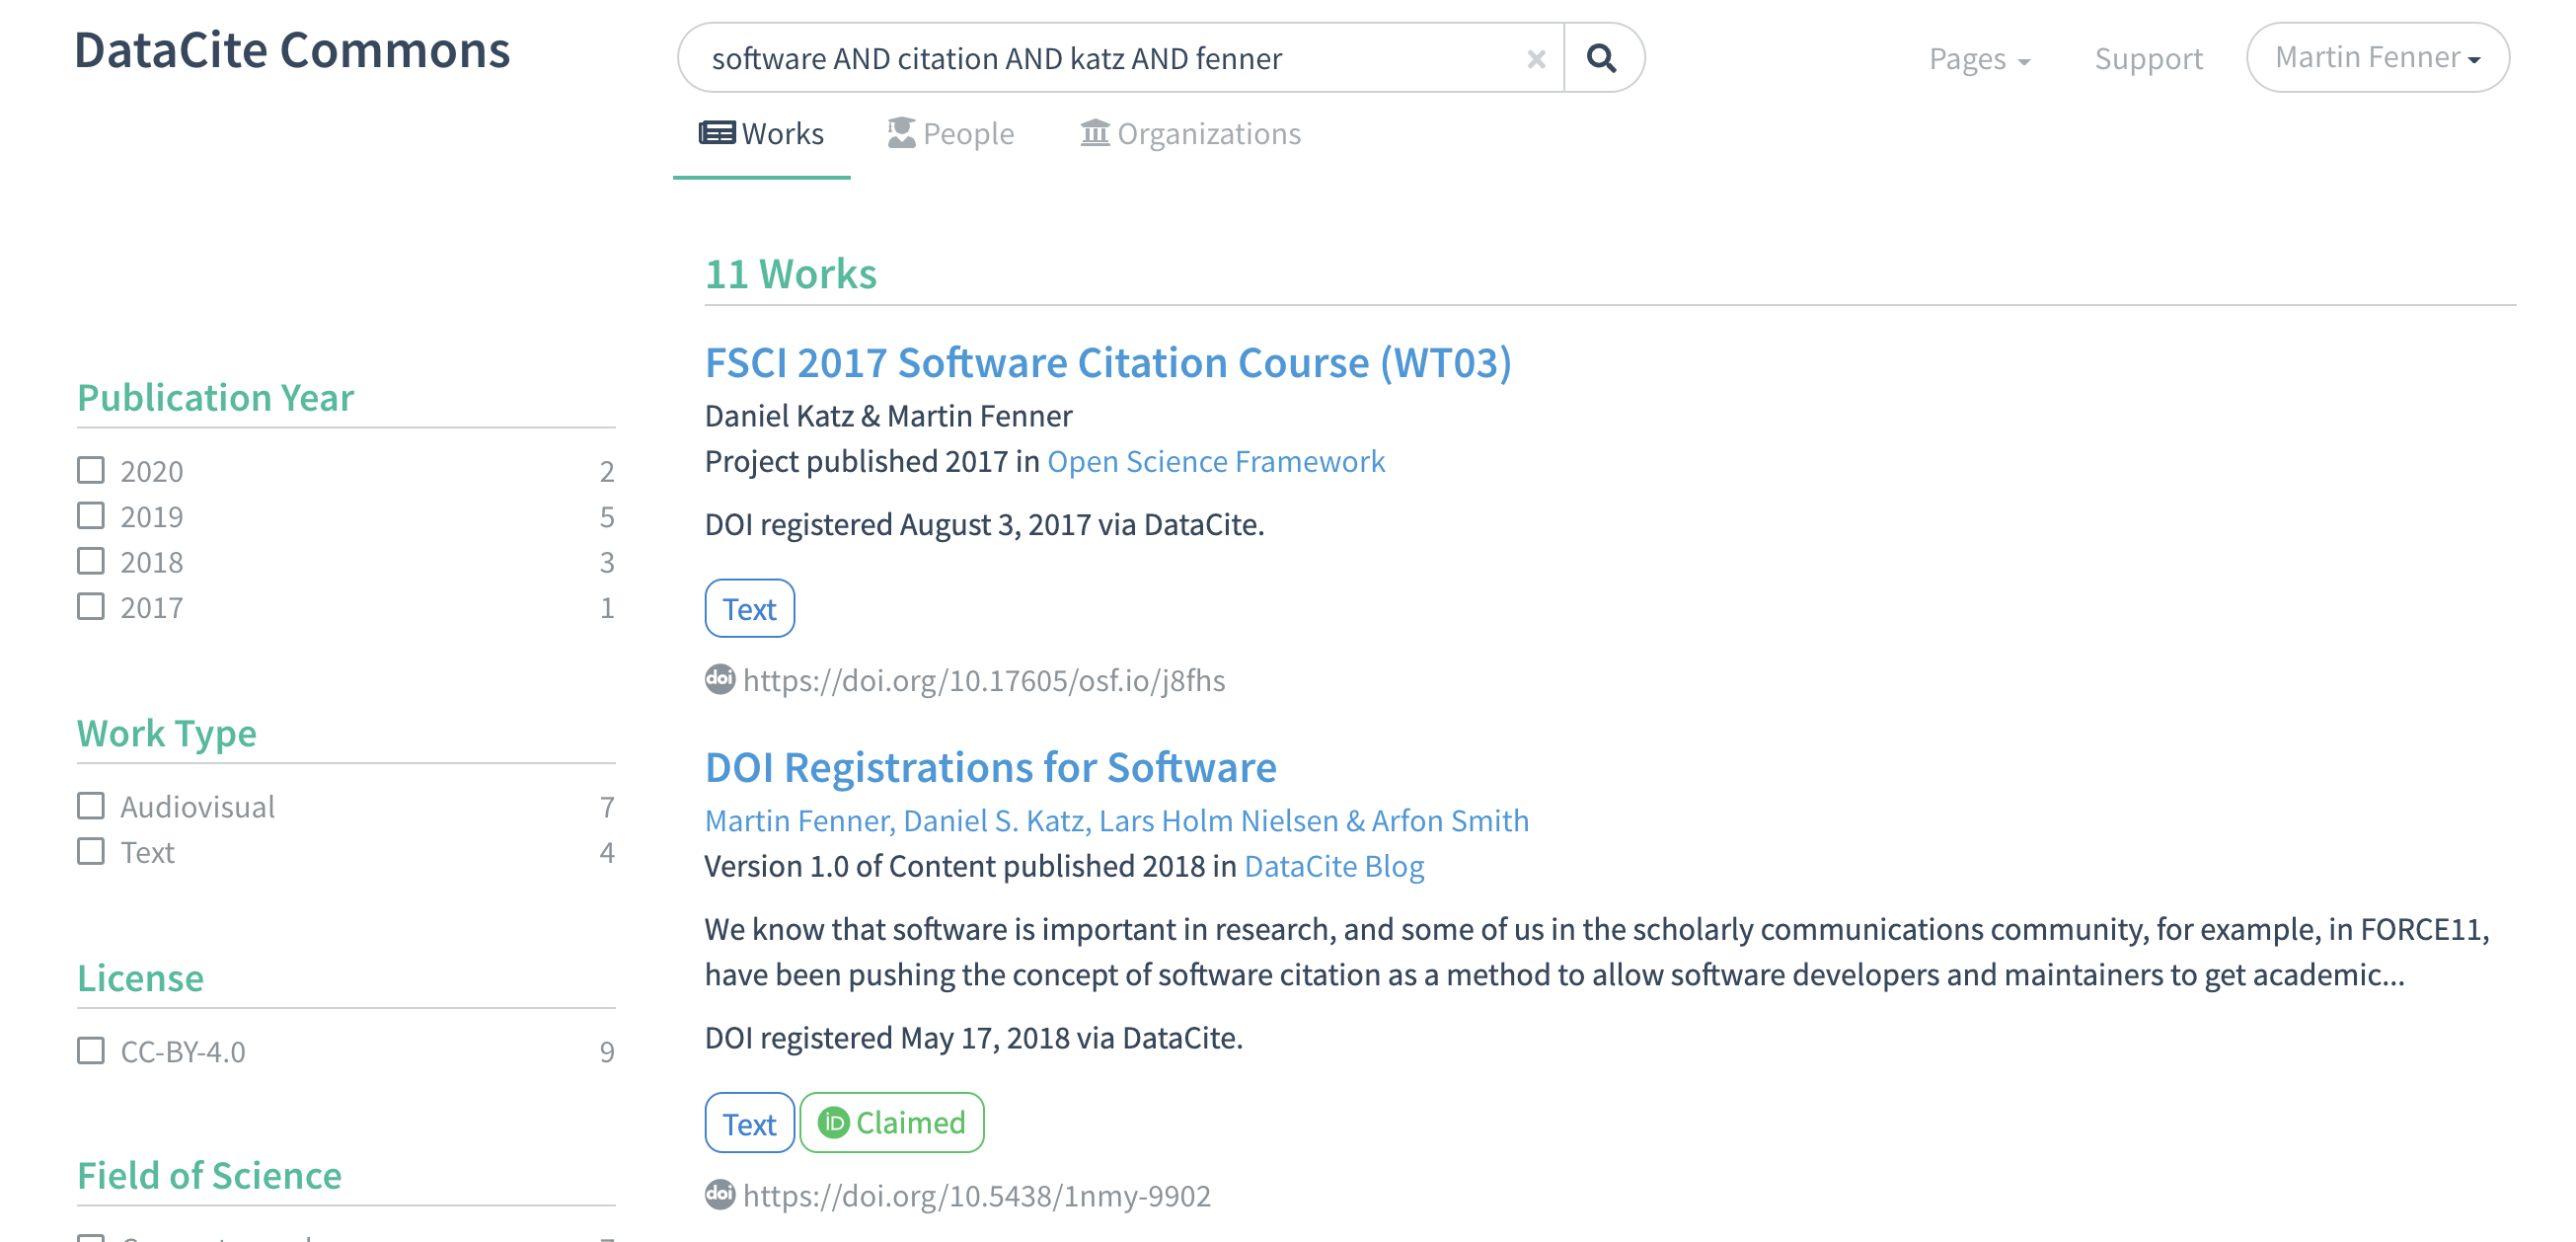 DataCite Commons
software AND citation AND katz AND fenner
Pages
Support
Martin Fenner
Works
People
Organizations
Publication Year
2020 2
2019 5
2018 3
2017 1
Work Type
Audiovisual 7
Text 4
License
CC-BY-4.0 9
Field of Science
11 Works
FSCI 2017 Software Citation Course (WT03)
Daniel Katz & Martin Fenner
Project published 2017 in Open Science Framework
DOI registered August 3, 2017 via DataCite.
Text
doi https://doi.org/10.17605/osf.io/j8fhs
DOI Registrations for Software
Martin Fenner, Daniel S. Katz, Lars Holm Nielsen & Arfon Smith
Version 1.0 of Content published 2018 in DataCite Blog
We know that software is important in research, and some of us in the scholarly communications community, for example, in FORCE11,
have been pushing the concept of software citation as a method to allow software developers and maintainers to get academic...
DOI registered May 17, 2018 via DataCite.
Text
iD Claimed
doi https://doi.org/10.5438/1nmy-9902